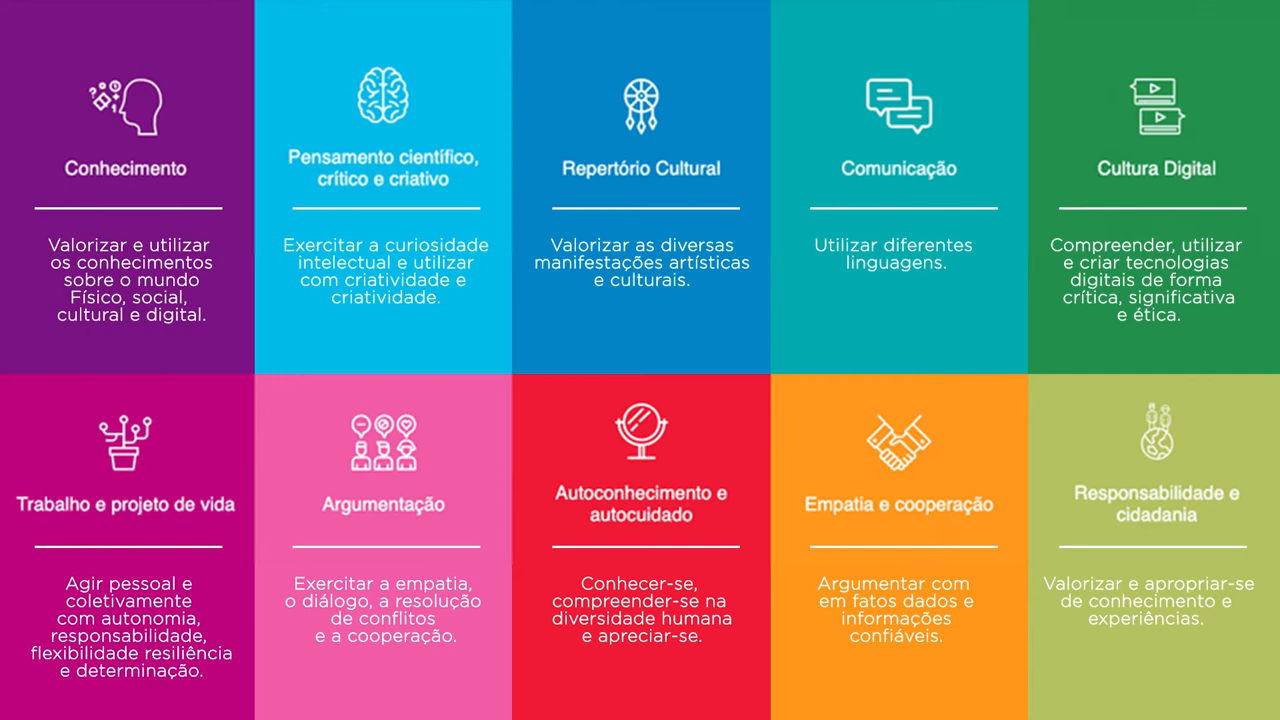 Conhecimento
Valorizar e utilizar
os conhecimentos
sobre o mundo
Físico, social,
cultural e digital.
Pensamento científico,
crítico e criativo
Exercitar a curiosidade
intelectual e utilizar
com criatividade e
criatividade.
Repertório Cultural
Valorizar as diversas
manifestações artísticas
e culturais.
Comunicação
Utilizar diferentes
linguagens.
Cultura Digital
Compreender, utilizar
e criar tecnologias
digitais de forma
crítica, significativa
e ética.
Trabalho e projeto de vida
Agir pessoal e
coletivamente
com autonomia,
responsabilidade,
flexibilidade resiliência
e determinação.
Argumentação
Exercitar a empatia,
o diálogo, a resolução
de conflitos
e a cooperação.
Autoconhecimento e
autocuidado
Conhecer-se,
compreender-se na
diversidade humana
e apreciar-se.
Empatia e cooperação
Argumentar com
em fatos dados e
informações
confiáveis.
Responsabilidade e
cidadania
Valorizar e apropriar-se
de conhecimento e
experiências.